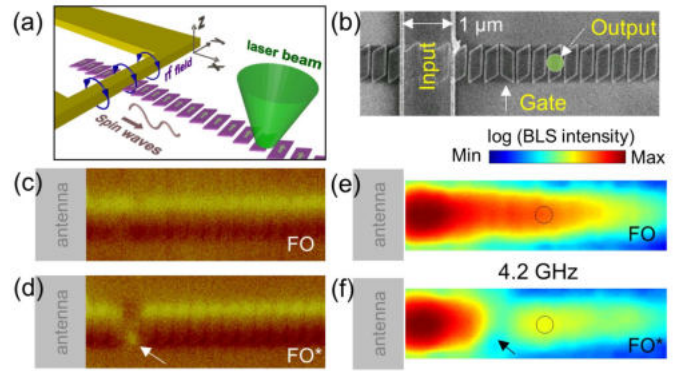 (a)
z
y
x
rf field
laser beam
Spin waves
(b)
1 μm
Output
Input
Gate
log (BLS intensity)
Min
Max
(c)
antenna
FO
(e)
antenna
FO
4.2 GHz
(d)
antenna
FO*
(f)
antenna
FO*